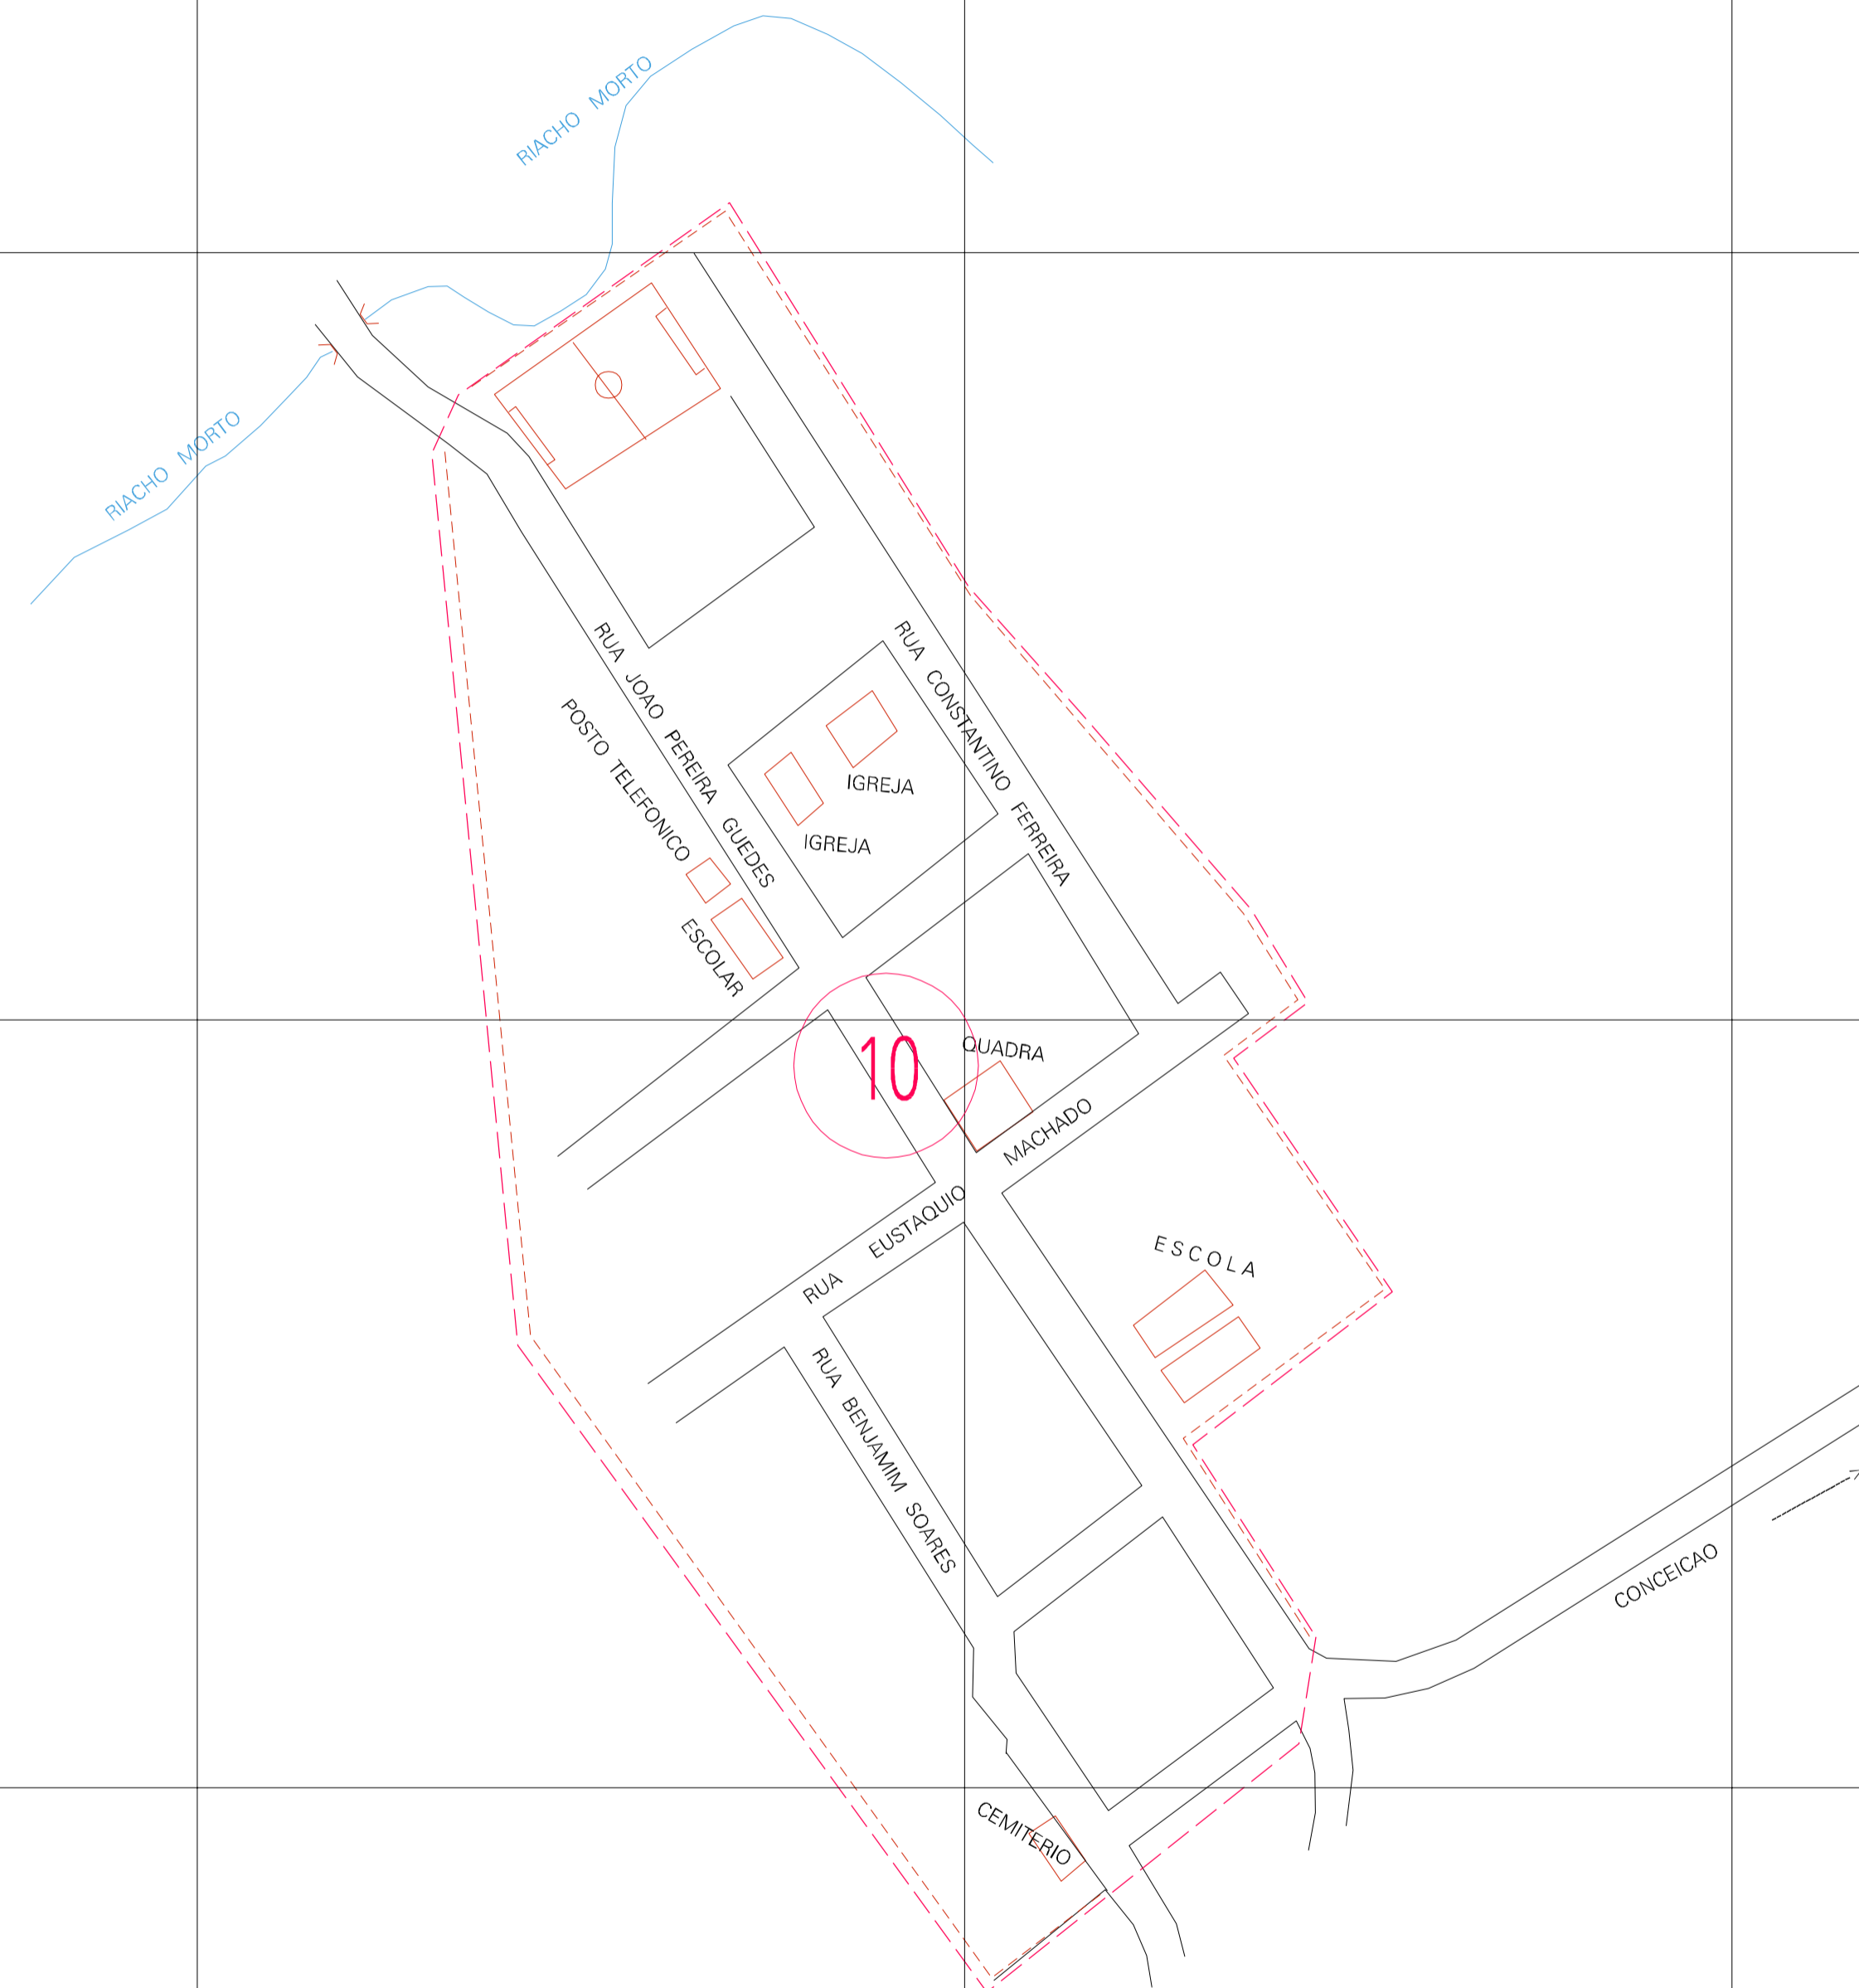 RIACHO MORTO
RIACHO MORTO
RUA JOAO PEREIRA GUEDES
RUA CONSTANTINO FERREIRA
POSTO TELEFONICO
IGREJA
IGREJA
ESCOLAR
10
QUADRA
RUA EUSTAQUIO MACHADO
ESCOLA
RUA BENJAMIM SOARES
CONCEICAO
CEMITERIO